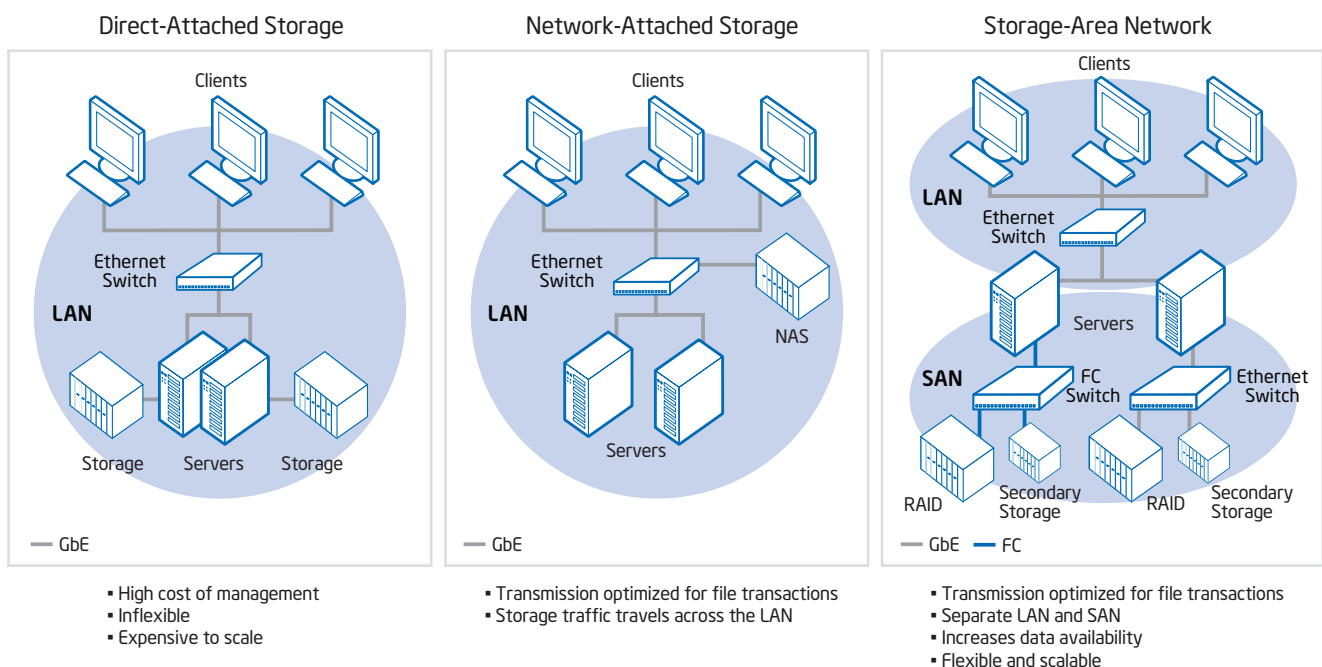 Direct-Attached Storage
Clients
Ethernet
Switch
LAN
Storage
Servers
Storage
GbE
▪ High cost of management
▪ Inflexible
▪ Expensive to scale
Network-Attached Storage
Clients
Ethernet
Switch
LAN
NAS
Servers
GbE
▪ Transmission optimized for file transactions
▪ Storage traffic travels across the LAN
Storage-Area Network
Clients
LAN
Ethernet
Switch
Servers
SAN
FC
Switch
Ethernet
Switch
RAID
Secondary
Storage
RAID
Secondary
Storage
GbE
FC
▪ Transmission optimized for file transactions
▪ Separate LAN and SAN
▪ Increases data availability
▪ Flexible and scalable